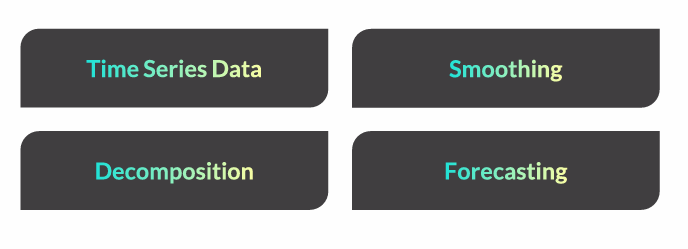 Time Series Data
Smoothing
Decomposition
Forecasting